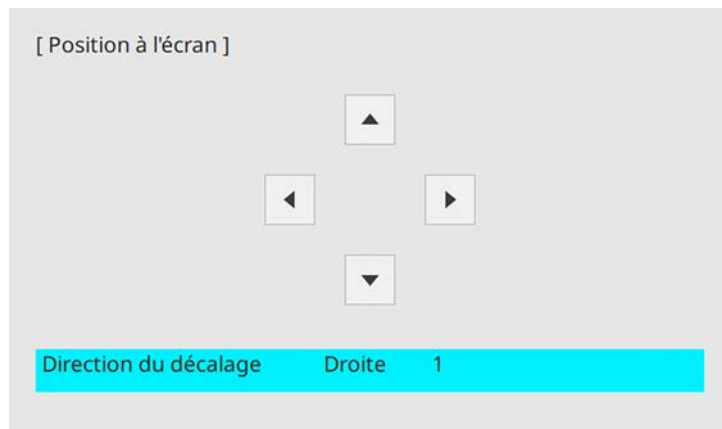 [ Position à l'écran ]
Direction du décalage Droite 1